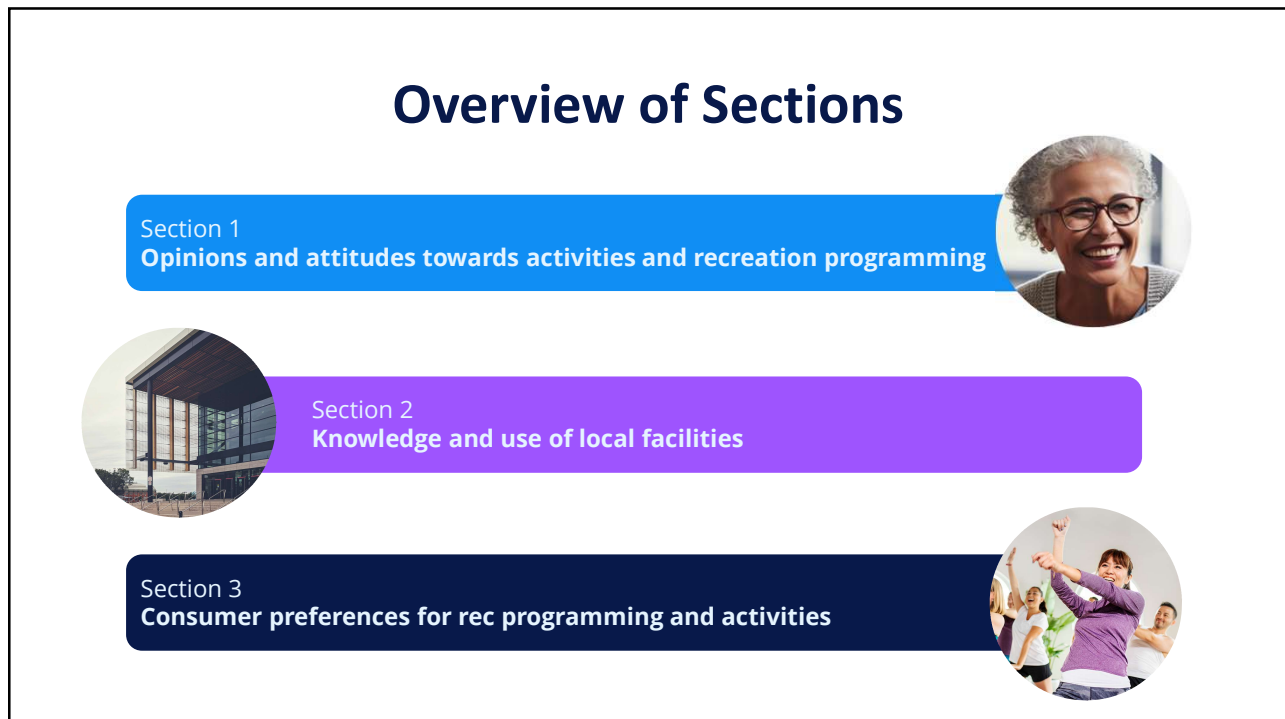 Overview of Sections
Section 1
Opinions and attitudes towards activities and recreation programming
Section 2
Knowledge and use of local facilities
Section 3
Consumer preferences for rec programming and activities